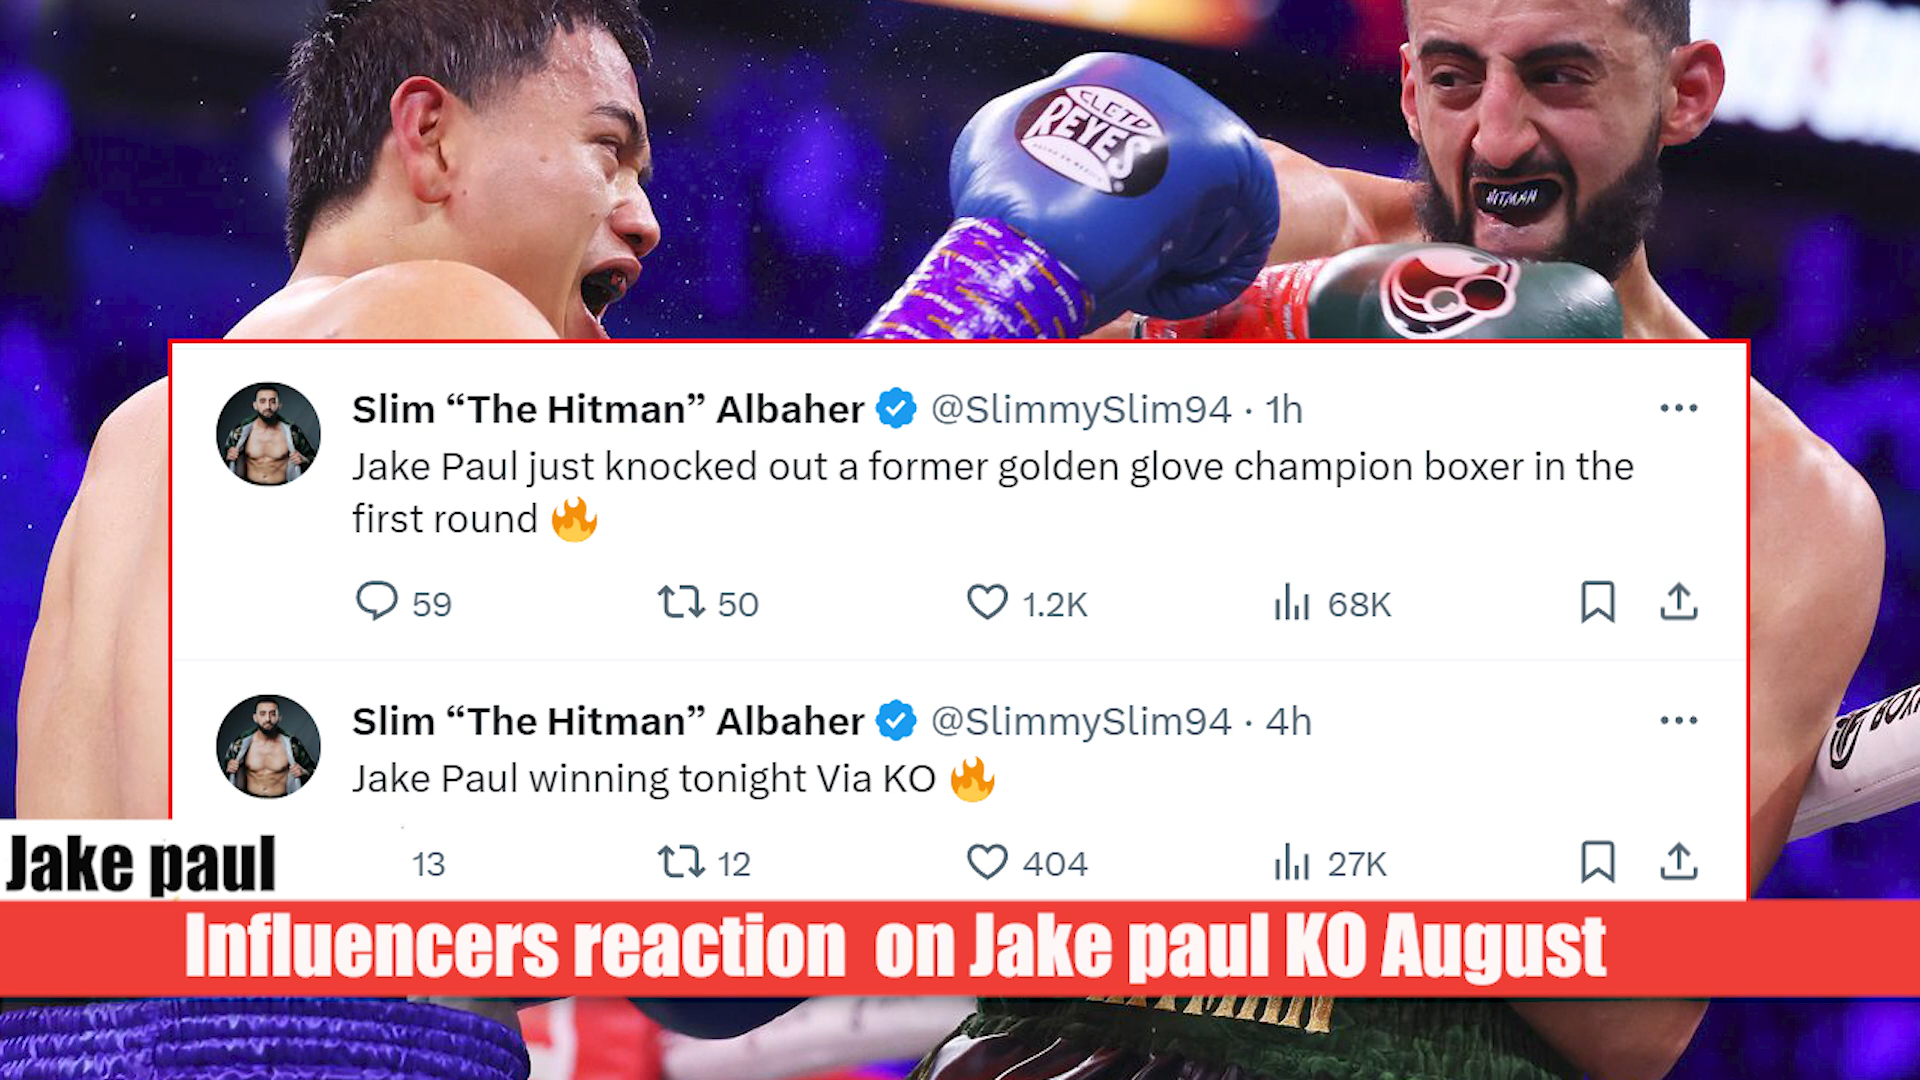 CLETO
REYES
HITMAN
Slim “The Hitman” Albaher @SlimmySlim94 · 1h
Jake Paul just knocked out a former golden glove champion boxer in the
first round 🔥
59 50 1.2K 68K
Slim “The Hitman” Albaher @SlimmySlim94 · 4h
Jake Paul winning tonight Via KO 🔥
13 12 404 27K
Jake paul
Influencers reaction on Jake paul KO August